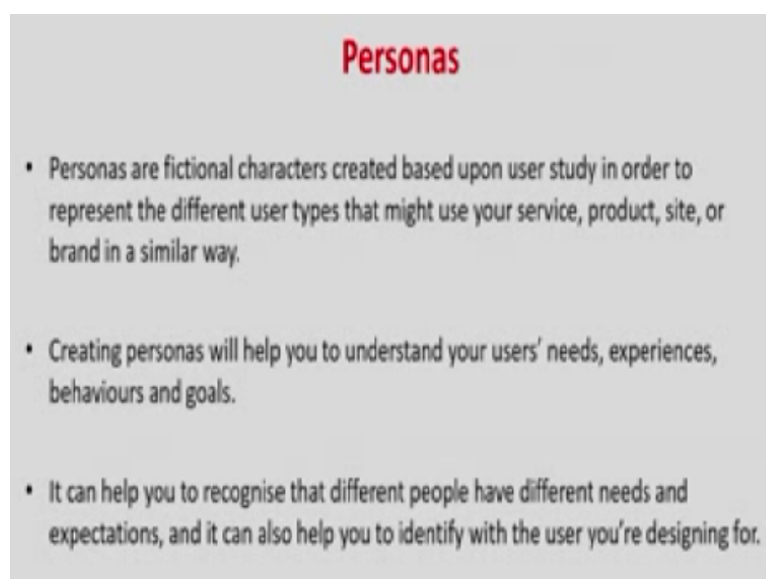 Personas
• Personas are fictional characters created based upon user study in order to
represent the different user types that might use your service, product, site, or
brand in a similar way.
• Creating personas will help you to understand your users' needs, experiences,
behaviours and goals.
• It can help you to recognise that different people have different needs and
expectations, and it can also help you to identify with the user you're designing for.